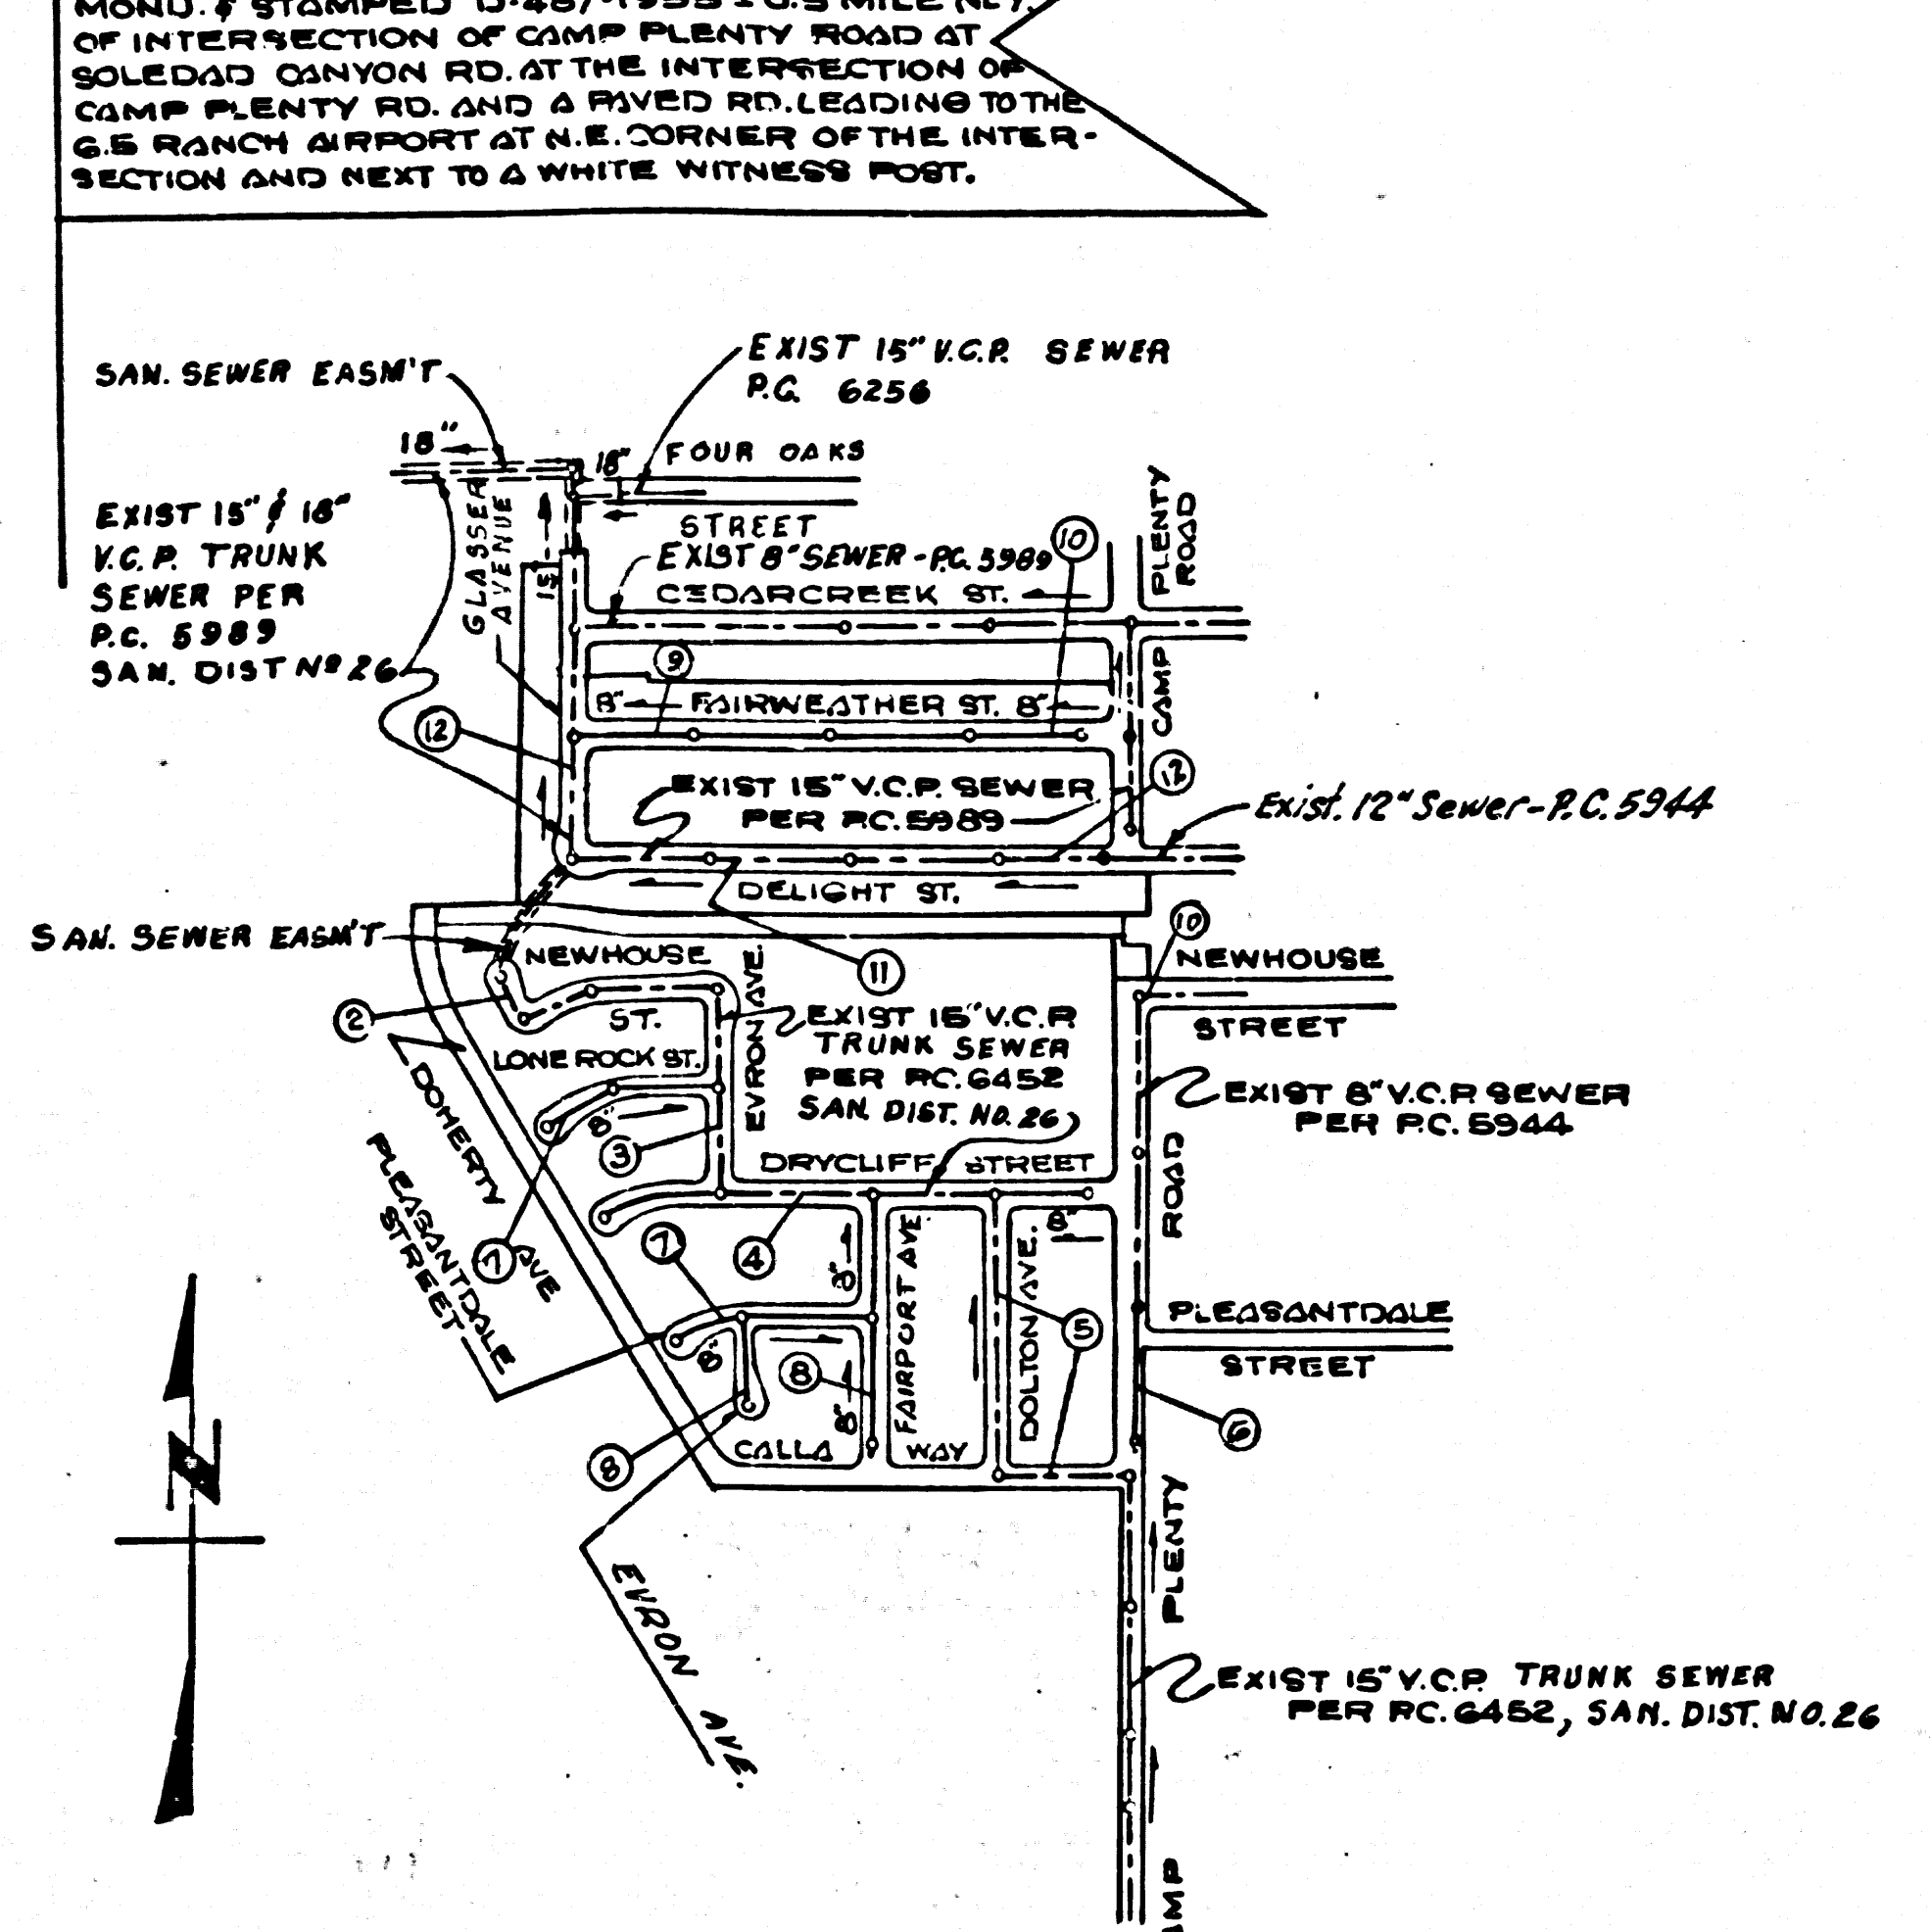 MONU. & STAMPED
OF INTERSECTION OF CAMP PLENTY ROAD AT
SOLEDAD CANYON RD. AT THE INTERSECTION OF
CAMP PLENTY RD. AND A PAVED RD. LEADING TO THE
RANCH AIRPORT AT N.E. CORNER OF THE INTER-
SECTION AND NEXT TO A WHITE WITNESS POST.
EXIST 15" V.C.P. SEWER
P.C. 6256
SAN. SEWER EASM'T
18"
18"
FOUR OAKS
STREET
EXIST 15" & 18"
V.C.P. TRUNK
SEWER PER
P.C. 5989
SAN. DIST Nº 26
GLASSER
AVENUE
15"
EXIST 8" SEWER - P.C. 5989
10
PLENTY
ROAD
CEDARCREEK ST.
9
8" FAIRWEATHER ST. 8"
CAMP
12
EXIST 15" V.C.P. SEWER
PER P.C. 5989
12
Exist. 12" Sewer-P.C. 5944
DELIGHT ST.
SAN. SEWER EASM'T
11
10
NEWHOUSE
ST.
NEWHOUSE
STREET
2
EVRON AVE.
EXIST 15" V.C.P.
TRUNK SEWER
PER P.C. 6452
SAN. DIST. NO. 26
LONE ROCK ST.
EXIST 8" V.C.P. SEWER
PER P.C. 5944
8"
3
DOHERTY
AVE
PLEASANTDALE
STREET
DRYCLIFF STREET
ROAD
7
7
4
8"
FAIRPORT AVE.
DOLTON AVE.
8"
5
PLEASANTDALE
STREET
8"
8
8"
6
8
CALLA WAY
EVRON AVE.
PLENTY
EXIST 15" V.C.P. TRUNK SEWER
PER P.C. 6452, SAN. DIST. NO. 26
N
AMP